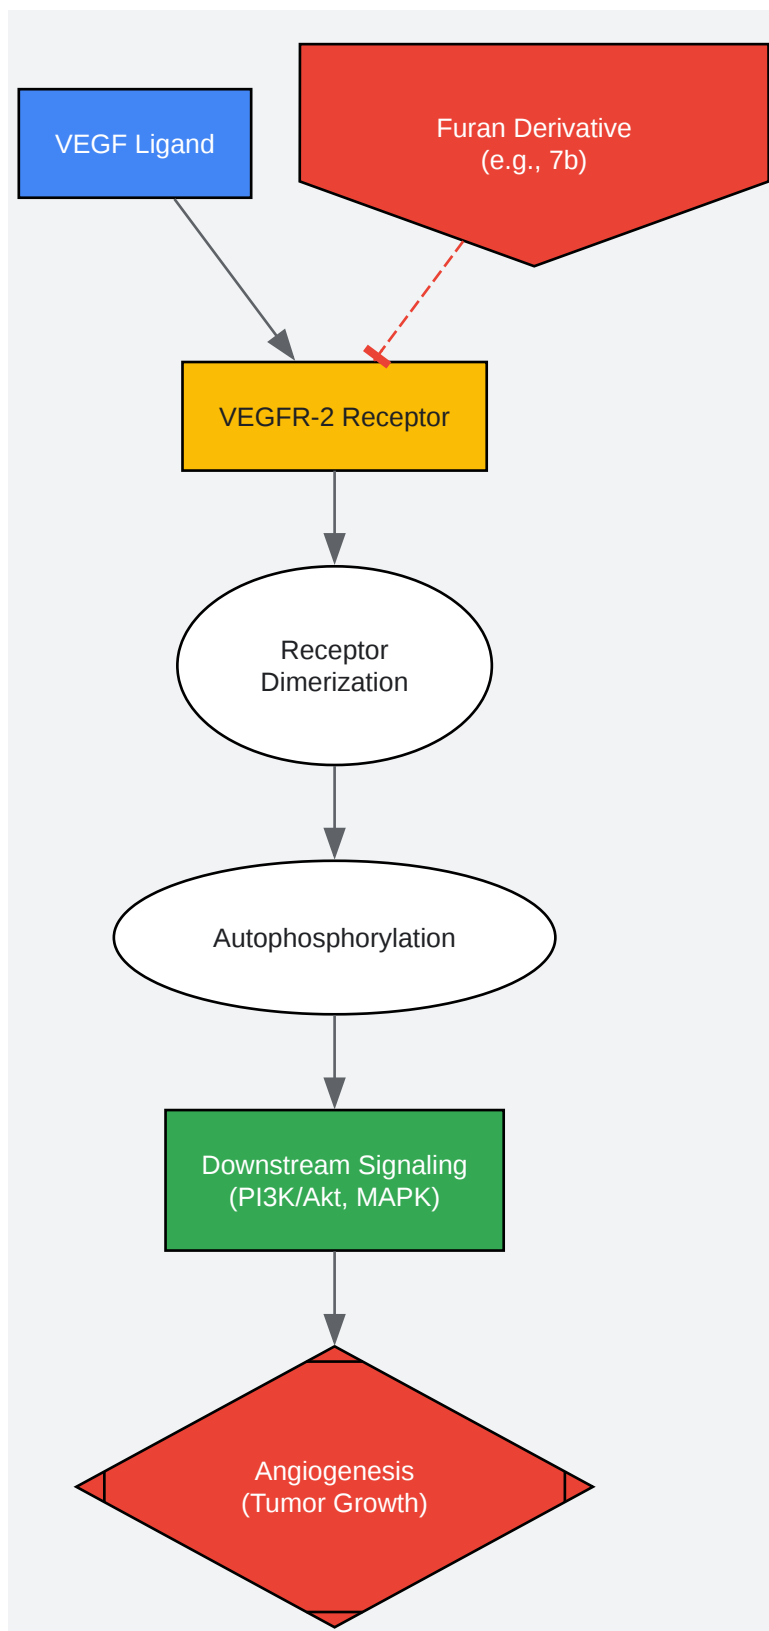 VEGF Ligand
Furan Derivative
(e.g., 7b)
VEGFR-2 Receptor
Receptor
Dimerization
Autophosphorylation
Downstream Signaling
(PI3K/Akt, MAPK)
Angiogenesis
(Tumor Growth)